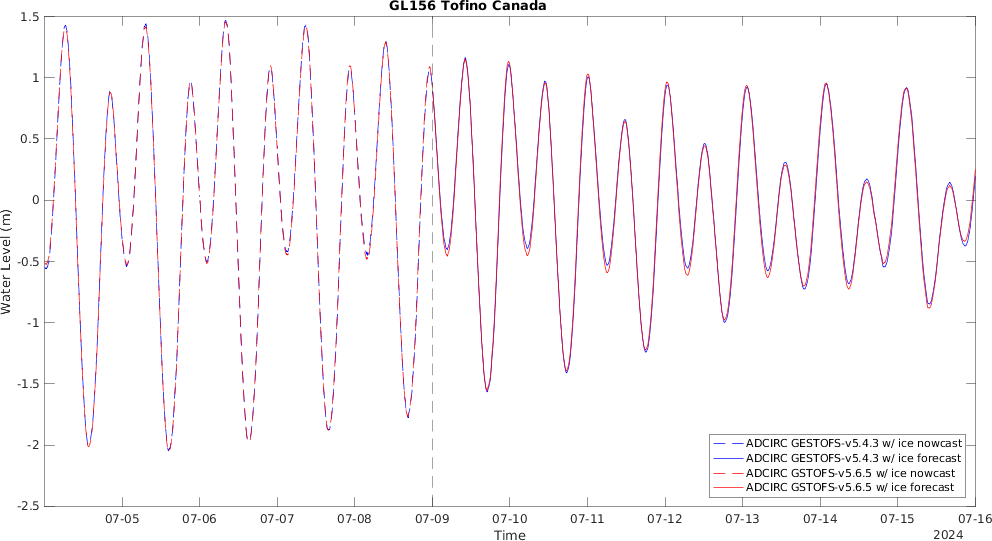 GL156 Tofino Canada
1.5
1
0.5
0
-0.5
-1
-1.5
-2
-2.5
Water Level (m)
ADCIRC GESTOFS-v5.4.3 w/ ice nowcast
ADCIRC GESTOFS-v5.4.3 w/ ice forecast
ADCIRC GSTOFS-v5.6.5 w/ ice nowcast
ADCIRC GSTOFS-v5.6.5 w/ ice forecast
07-05 07-06 07-07 07-08 07-09 07-10 07-11 07-12 07-13 07-14 07-15 07-16
Time
2024